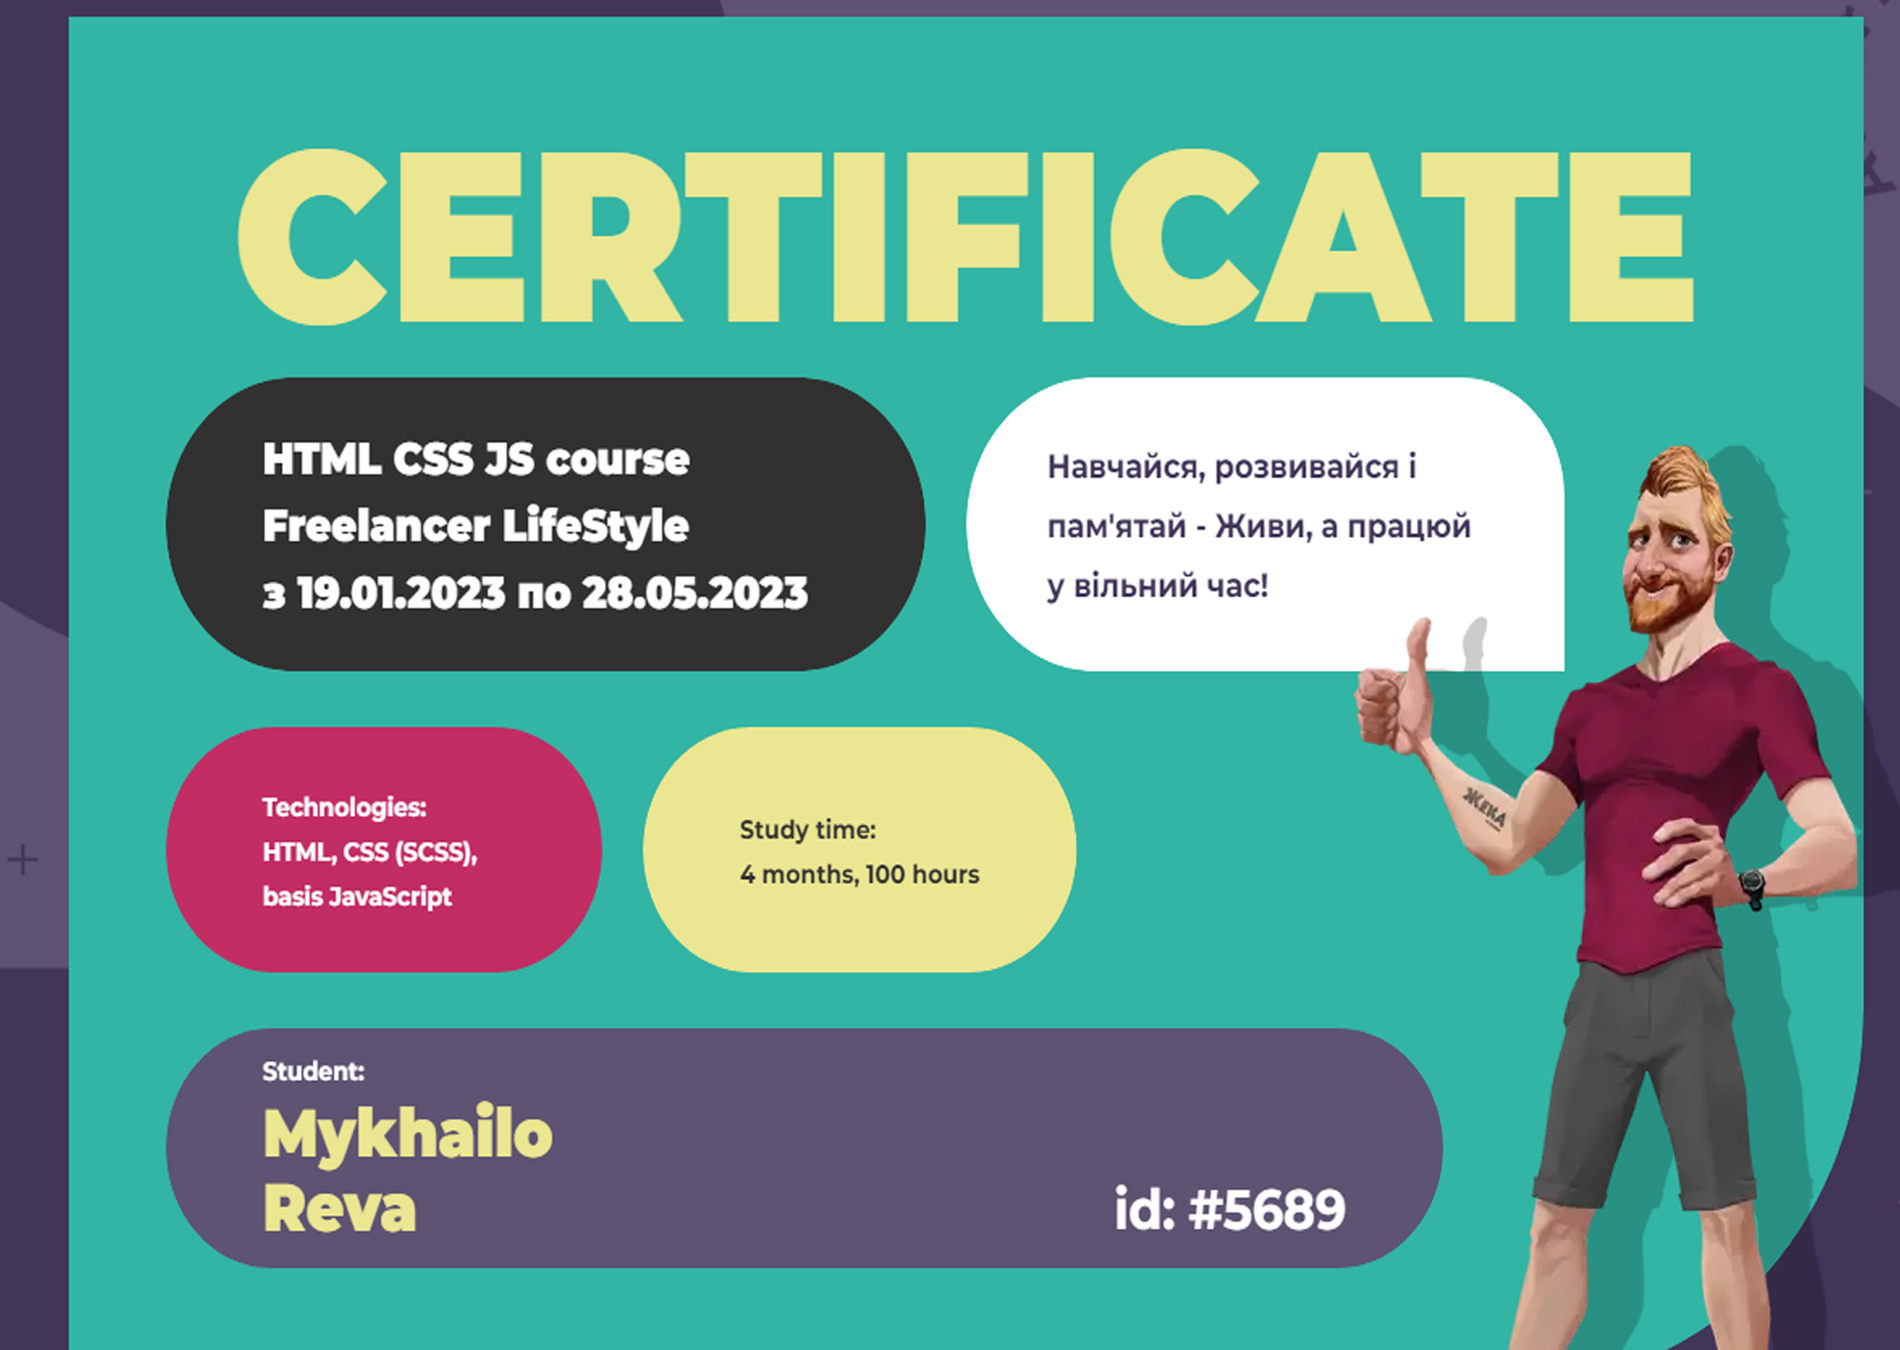 CERTIFICATE
HTML CSS JS course
Freelancer LifeStyle
з 19.01.2023 по 28.05.2023
Навчайся, розвивайся і
пам'ятай - Живи, а працюй
у вільний час!
Technologies:
HTML, CSS (SCSS),
basis JavaScript
Study time:
4 months, 100 hours
ЖЕКА
Student:
Mykhailo
Reva
id: #5689